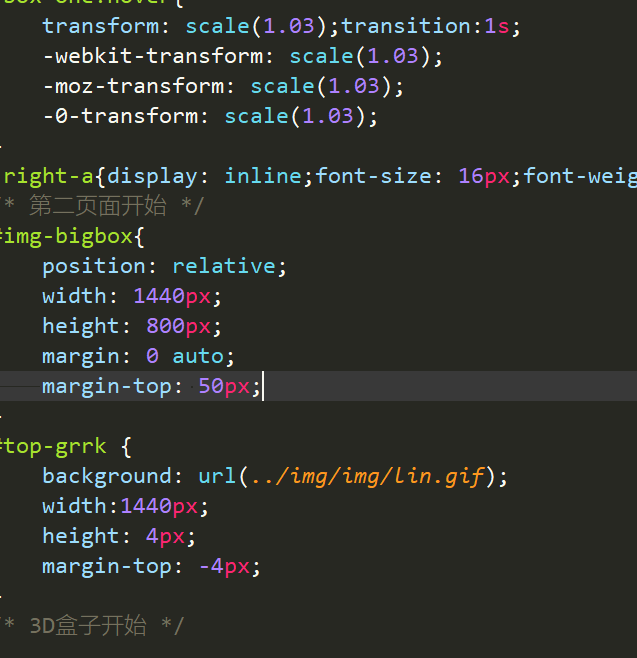 box-one:hover{
transform: scale(1.03);transition:1s;
-webkit-transform: scale(1.03);
-moz-transform: scale(1.03);
-0-transform: scale(1.03);
right-a{display: inline;font-size: 16px;font-weig
/* 第二页面开始 */
#img-bigbox{
position: relative;
width: 1440px;
height: 800px;
margin: 0 auto;
margin-top: 50px;
#top-grrk {
background: url(../img/img/lin.gif);
width:1440px;
height: 4px;
margin-top: -4px;
/* 3D盒子开始 */